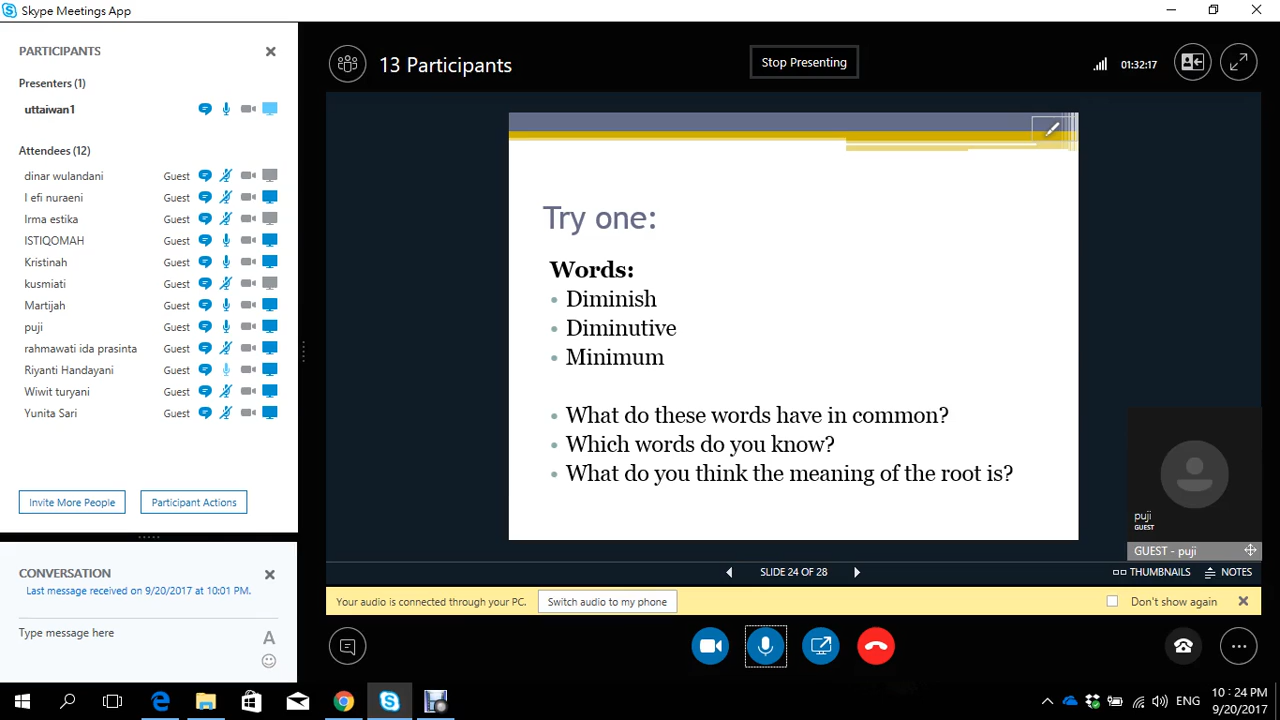 Skype Meetings App
PARTICIPANTS
Presenters (1)
uttaiwan1
Attendees (12)
dinar wulandani Guest
I efi nuraeni Guest
Irma estika Guest
ISTIQOMAH Guest
Kristinah Guest
kusmiati Guest
Martijah Guest
puji Guest
rahmawati ida prasinta Guest
Riyanti Handayani Guest
Wiwit turyani Guest
Yunita Sari Guest
Invite More People Participant Actions
CONVERSATION
Last message received on 9/20/2017 at 10:01 PM.
Type message here
A
13 Participants
Stop Presenting
01:32:17
Try one:
Words:
• Diminish
• Diminutive
• Minimum
• What do these words have in common?
• Which words do you know?
• What do you think the meaning of the root is?
puji
GUEST
GUEST - puji
SLIDE 24 OF 28
THUMBNAILS NOTES
Your audio is connected through your PC. Switch audio to my phone
Don't show again
ENG
10:24 PM
9/20/2017